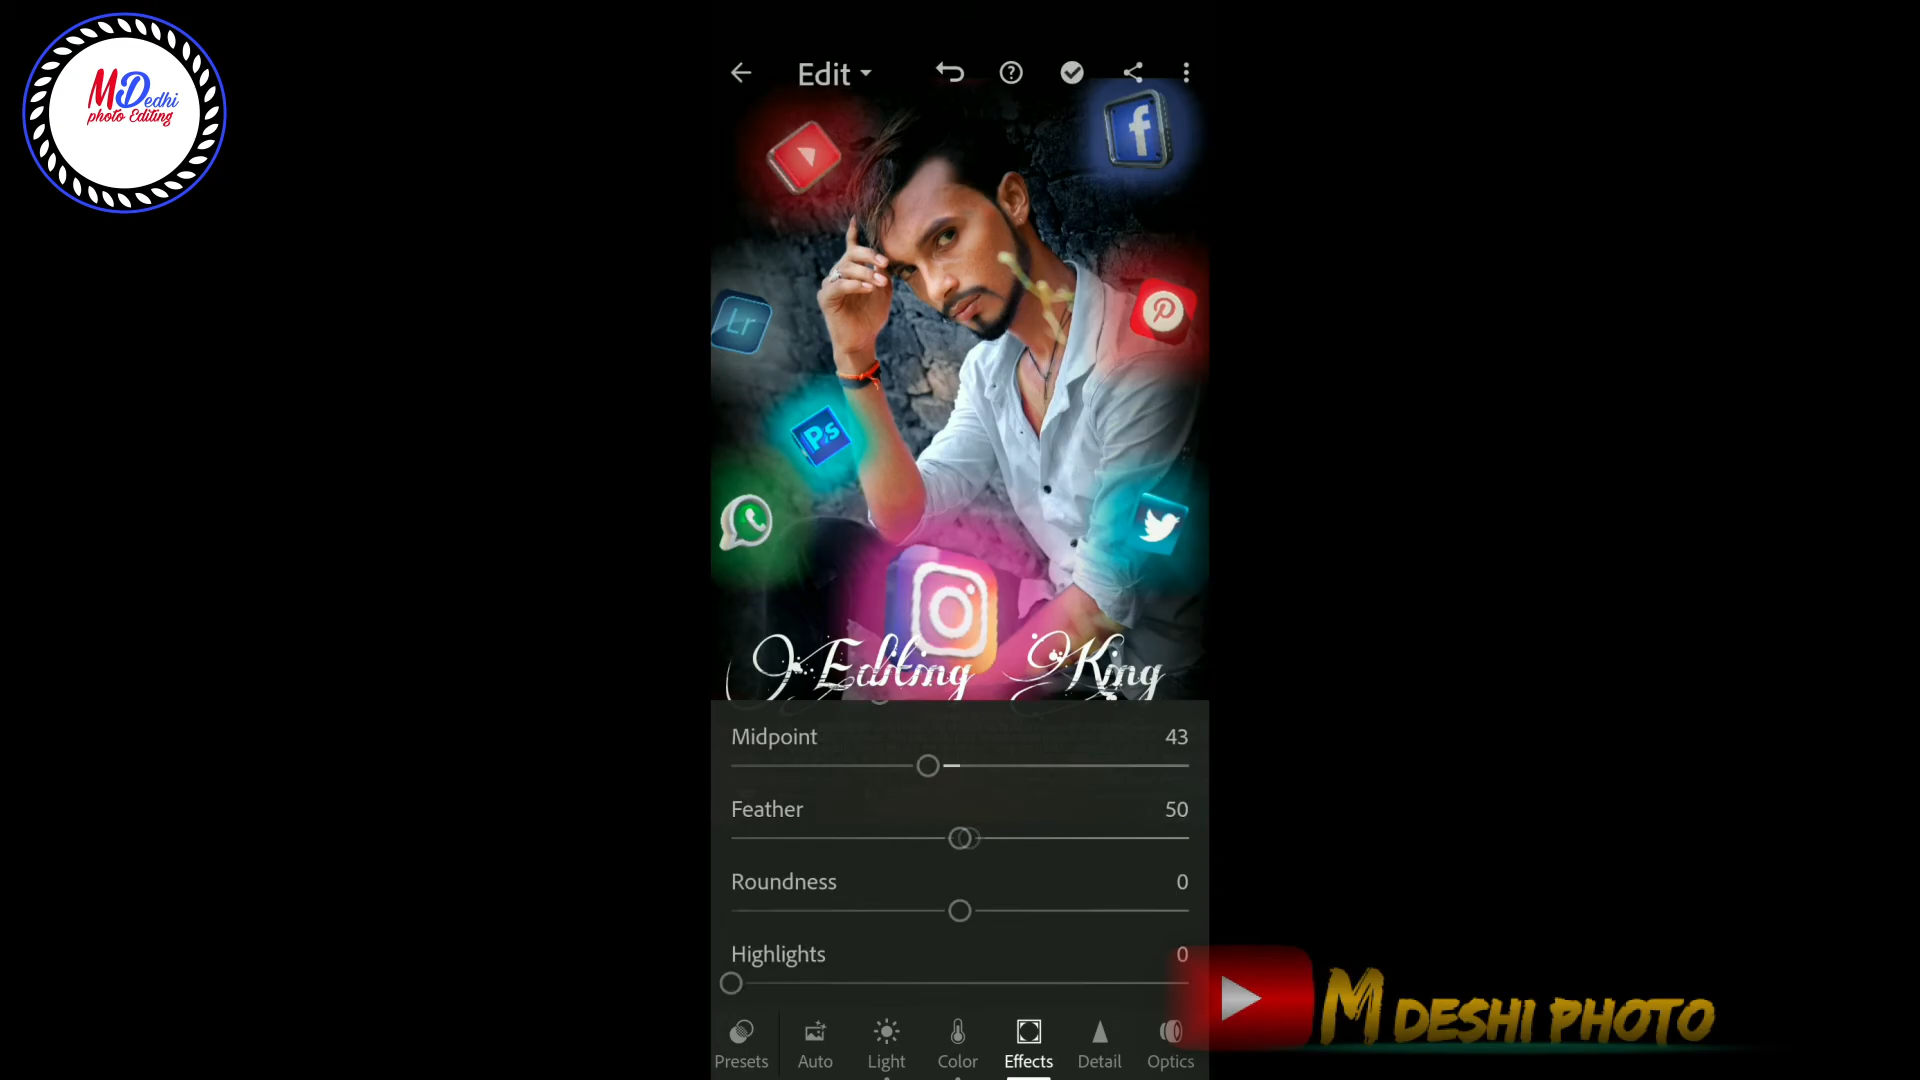 MDedhi
photo Editing
Edit
f
Lr
Ps
Editing King
Midpoint 43
Feather 50
Roundness 0
Highlights 0
Presets Auto Light Color Effects Detail Optics
M DESHI PHOTO